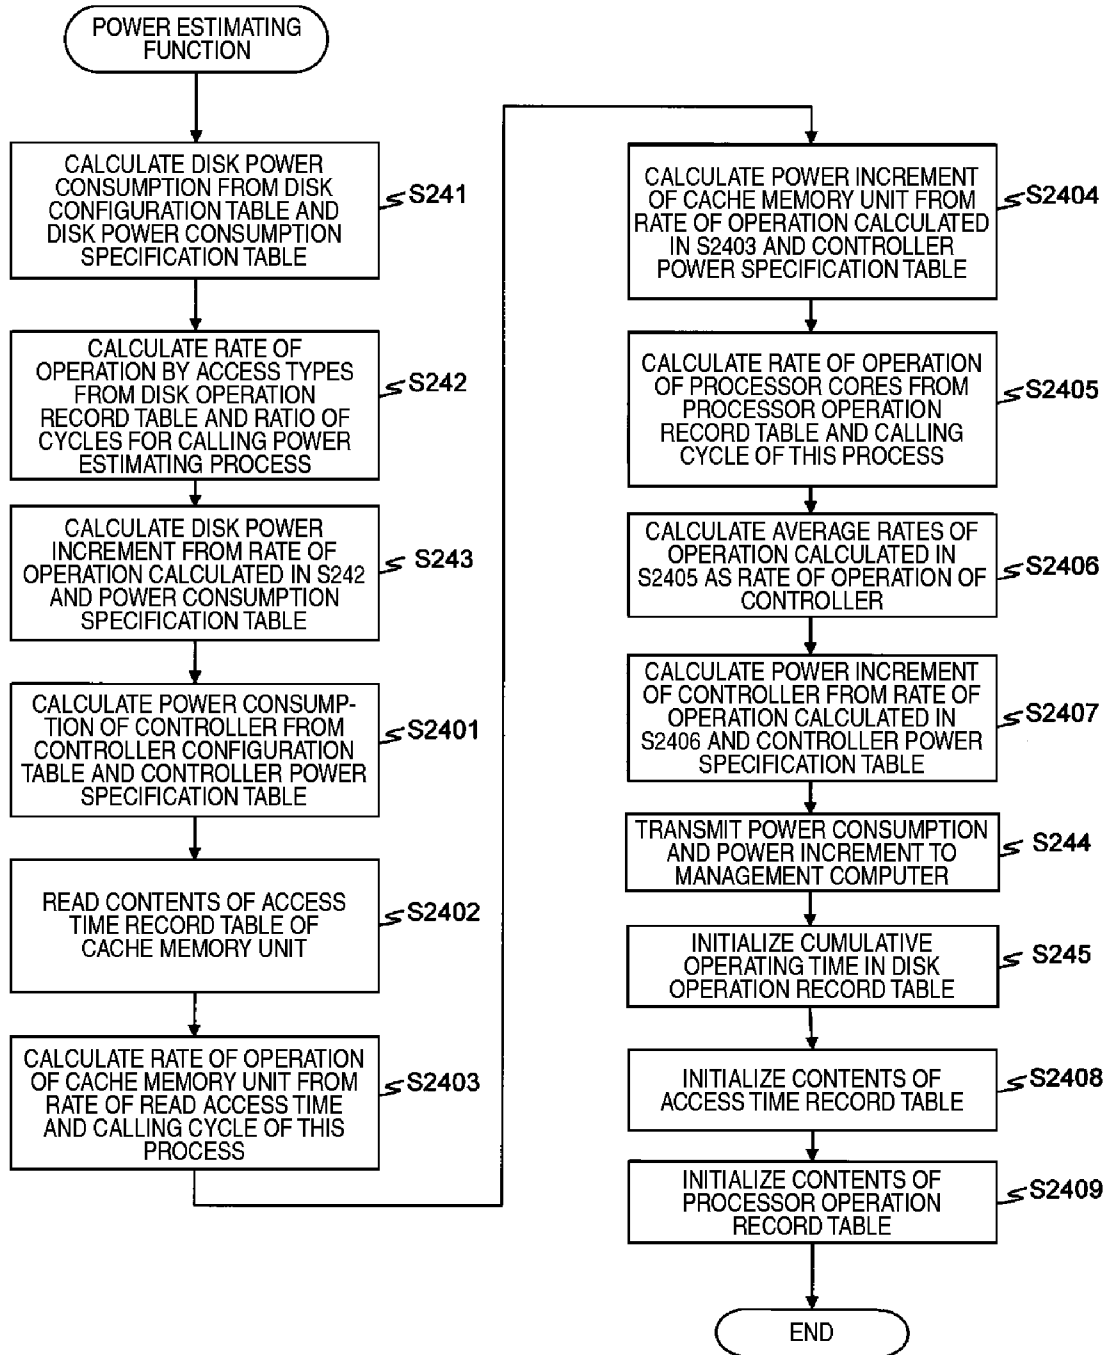 POWER ESTIMATING
FUNCTION
CALCULATE DISK POWER
CONSUMPTION FROM DISK
CONFIGURATION TABLE AND
DISK POWER CONSUMPTION
SPECIFICATION TABLE
S241
CALCULATE RATE OF
OPERATION BY ACCESS TYPES
FROM DISK OPERATION
RECORD TABLE AND RATIO OF
CYCLES FOR CALLING POWER
ESTIMATING PROCESS
S242
CALCULATE DISK POWER
INCREMENT FROM RATE OF
OPERATION CALCULATED IN S242
AND POWER CONSUMPTION
SPECIFICATION TABLE
S243
CALCULATE POWER CONSUMP-
TION OF CONTROLLER FROM
CONTROLLER CONFIGURATION
TABLE AND CONTROLLER POWER
SPECIFICATION TABLE
S2401
READ CONTENTS OF ACCESS
TIME RECORD TABLE OF
CACHE MEMORY UNIT
S2402
CALCULATE RATE OF OPERATION
OF CACHE MEMORY UNIT FROM
RATE OF READ ACCESS TIME
AND CALLING CYCLE OF THIS
PROCESS
S2403
CALCULATE POWER INCREMENT
OF CACHE MEMORY UNIT FROM
RATE OF OPERATION CALCULATED
IN S2403 AND CONTROLLER
POWER SPECIFICATION TABLE
S2404
CALCULATE RATE OF OPERATION
OF PROCESSOR CORES FROM
PROCESSOR OPERATION
RECORD TABLE AND CALLING
CYCLE OF THIS PROCESS
S2405
CALCULATE AVERAGE RATES OF
OPERATION CALCULATED IN
S2405 AS RATE OF OPERATION OF
CONTROLLER
S2406
CALCULATE POWER INCREMENT
OF CONTROLLER FROM RATE OF
OPERATION CALCULATED IN
S2406 AND CONTROLLER POWER
SPECIFICATION TABLE
S2407
TRANSMIT POWER CONSUMPTION
AND POWER INCREMENT TO
MANAGEMENT COMPUTER
S244
INITIALIZE CUMULATIVE
OPERATING TIME IN DISK
OPERATION RECORD TABLE
S245
INITIALIZE CONTENTS OF
ACCESS TIME RECORD TABLE
S2408
INITIALIZE CONTENTS OF
PROCESSOR OPERATION
RECORD TABLE
S2409
END